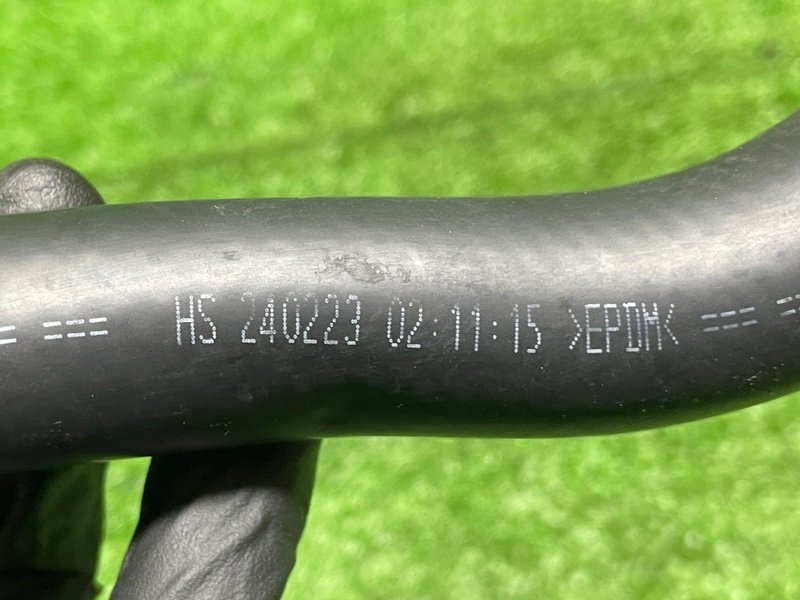 == === HS 240223 02:11:15 >EPDM< === ==